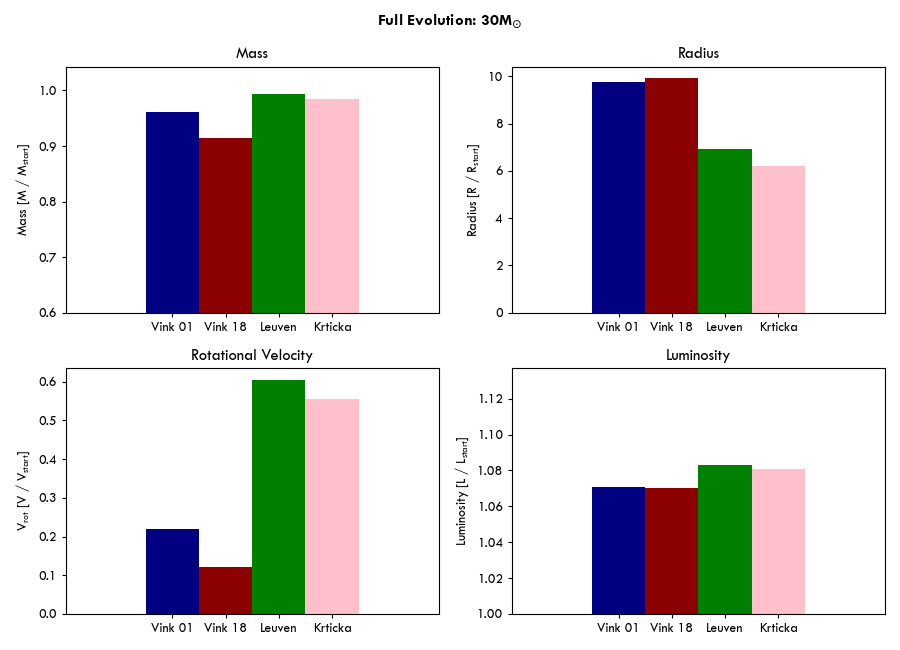 Full Evolution: 30M⊙
Mass
Mass [M / Mstart]
1.0
0.9
0.8
0.7
0.6
Vink 01 Vink 18 Leuven Krticka
Radius
Radius [R / Rstart]
10
8
6
4
2
0
Vink 01 Vink 18 Leuven Krticka
Rotational Velocity
Vrot [V / Vstart]
0.6
0.5
0.4
0.3
0.2
0.1
0.0
Vink 01 Vink 18 Leuven Krticka
Luminosity
Luminosity [L / Lstart]
1.12
1.10
1.08
1.06
1.04
1.02
1.00
Vink 01 Vink 18 Leuven Krticka